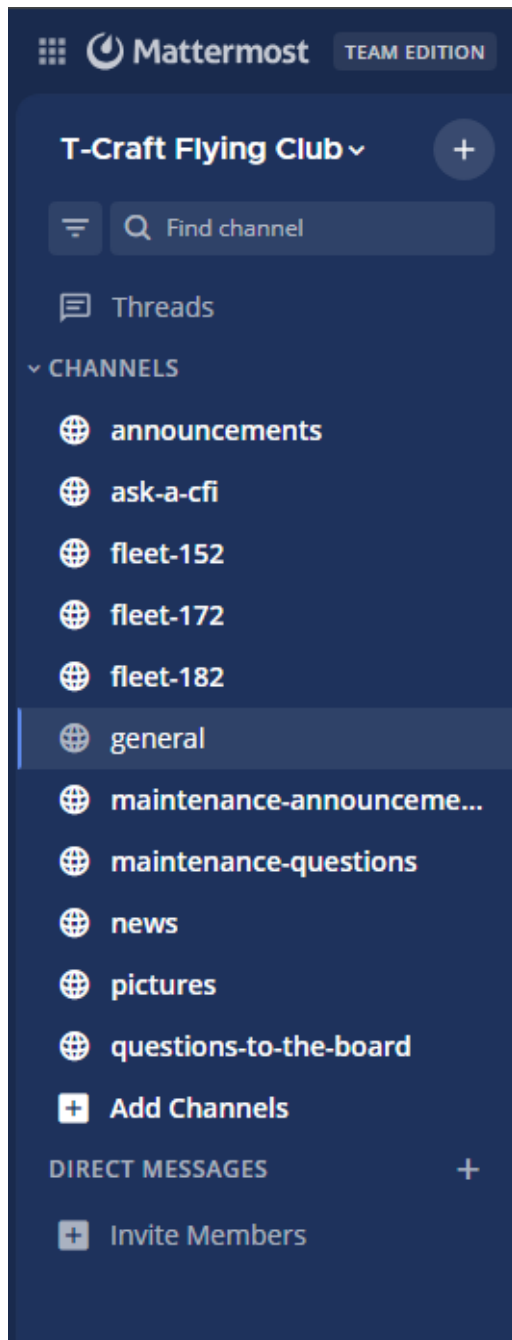 Mattermost TEAM EDITION
T-Craft Flying Club
Find channel
Threads
CHANNELS
announcements
ask-a-cfi
fleet-152
fleet-172
fleet-182
general
maintenance-announceme...
maintenance-questions
news
pictures
questions-to-the-board
Add Channels
DIRECT MESSAGES
Invite Members